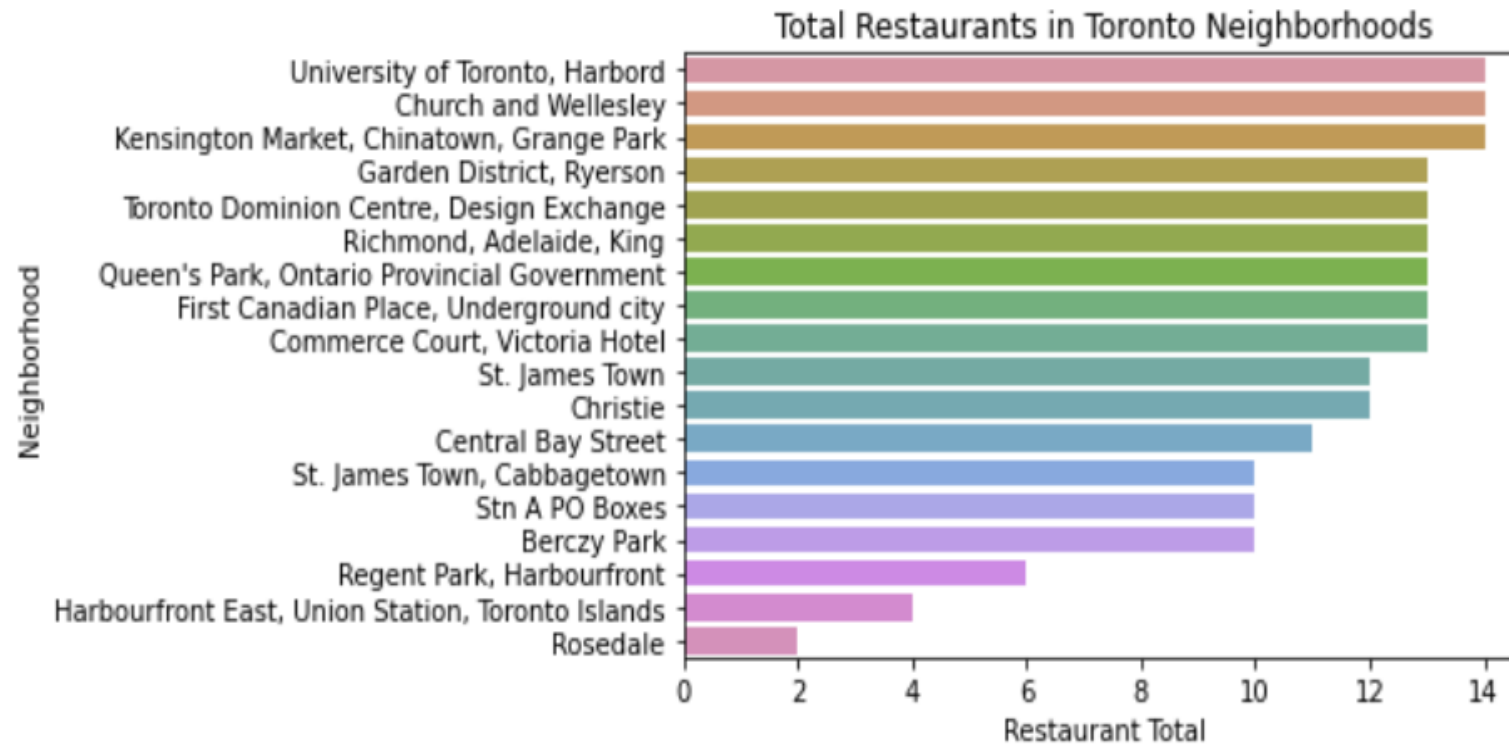 Total Restaurants in Toronto Neighborhoods
University of Toronto, Harbord
Church and Wellesley
Kensington Market, Chinatown, Grange Park
Garden District, Ryerson
Toronto Dominion Centre, Design Exchange
Richmond, Adelaide, King
Queen's Park, Ontario Provincial Government
First Canadian Place, Underground city
Commerce Court, Victoria Hotel
St. James Town
Christie
Central Bay Street
St. James Town, Cabbagetown
Stn A PO Boxes
Berczy Park
Regent Park, Harbourfront
Harbourfront East, Union Station, Toronto Islands
Rosedale
Neighborhood
0 2 4 6 8 10 12 14
Restaurant Total